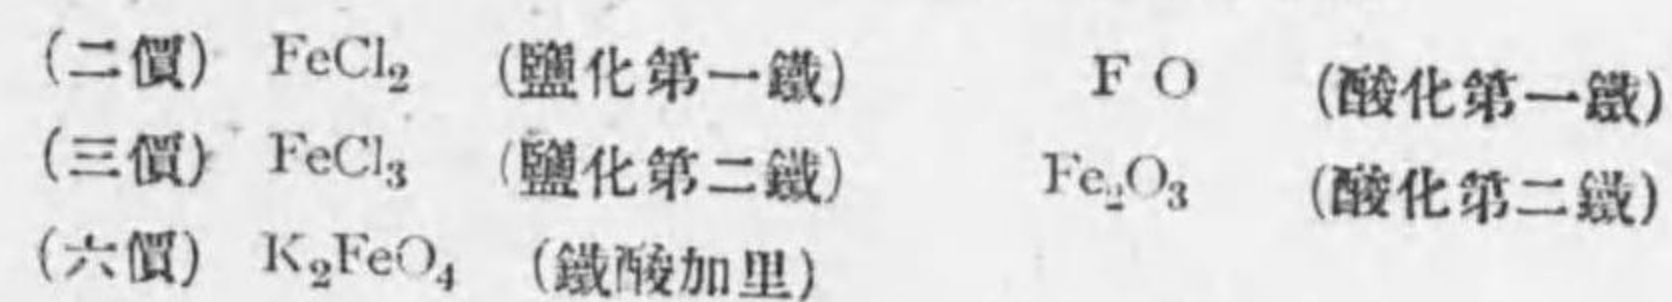 (二價) FeCl₂ (鹽化第一鐵) F O (酸化第一鐵)
(三價) FeCl₃ (鹽化第二鐵) Fe₂O₃ (酸化第二鐵)
(六價) K₂FeO₄ (鐵酸加里)